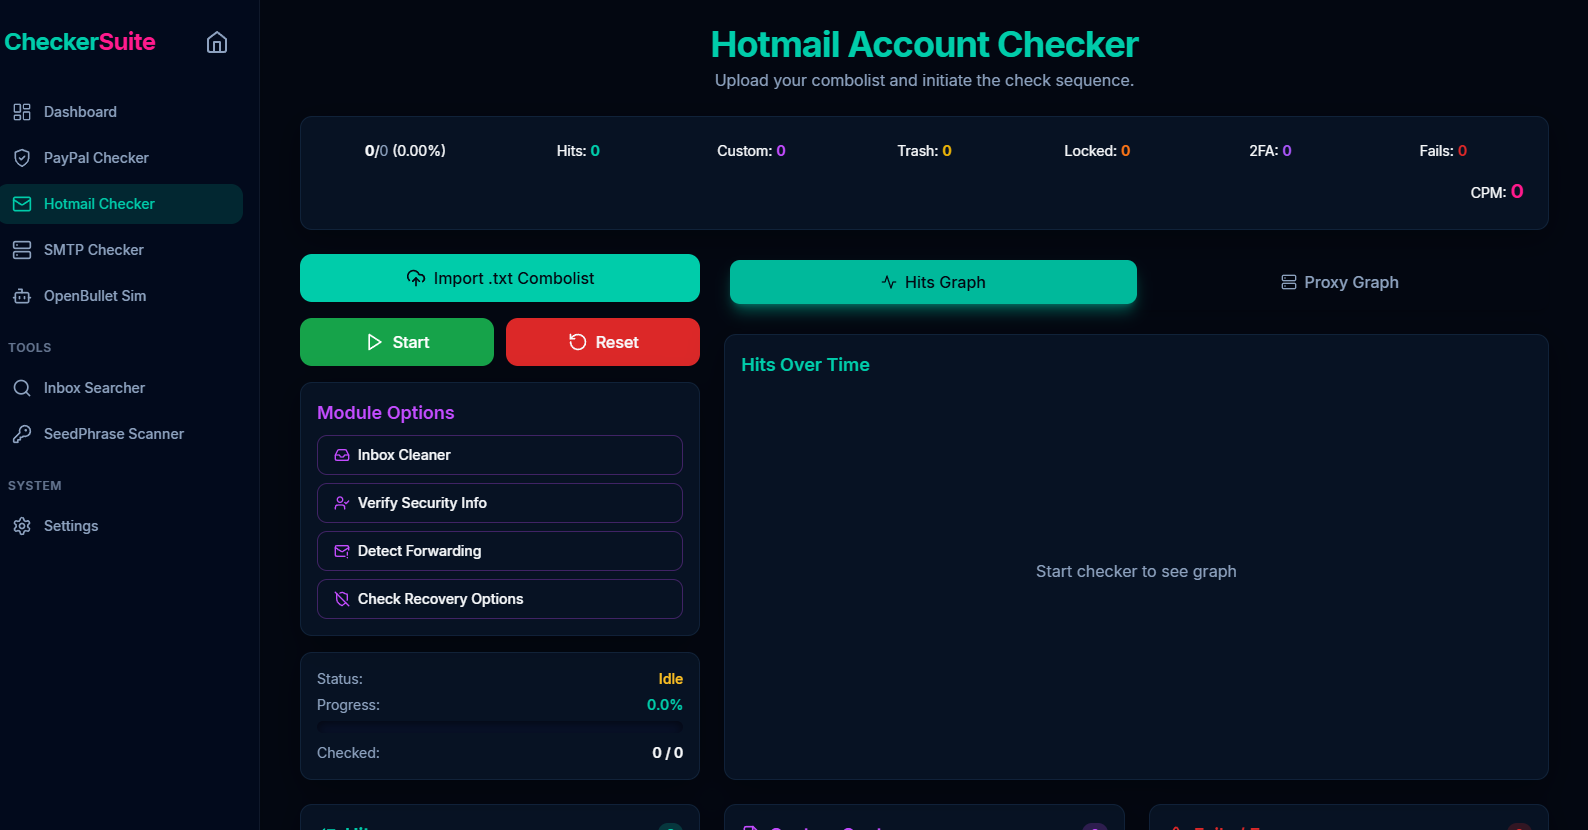 CheckerSuite
Dashboard
PayPal Checker
Hotmail Checker
SMTP Checker
OpenBullet Sim
TOOLS
Inbox Searcher
SeedPhrase Scanner
SYSTEM
Settings
Hotmail Account Checker
Upload your combolist and initiate the check sequence.
0/0 (0.00%) Hits: 0 Custom: 0 Trash: 0 Locked: 0 2FA: 0 Fails: 0
CPM: 0
Import .txt Combolist
Start Reset
Module Options
Inbox Cleaner
Verify Security Info
Detect Forwarding
Check Recovery Options
Status: Idle
Progress: 0.0%
Checked: 0 / 0
Hits Graph Proxy Graph
Hits Over Time
Start checker to see graph